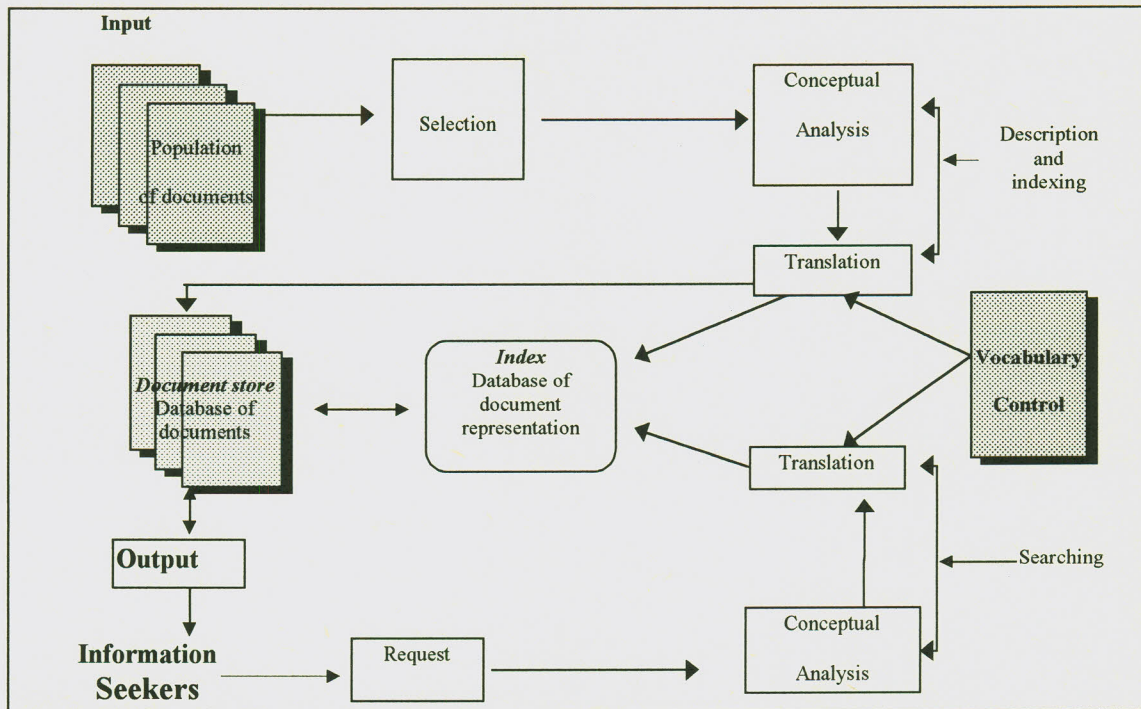 Input
Population
of documents
Selection
Conceptual
Analysis
Description
and
indexing
Translation
Document store
Database of
documents
Index
Database of
document
representation
Vocabulary
Control
Translation
Output
Searching
Information
Seekers
Request
Conceptual
Analysis